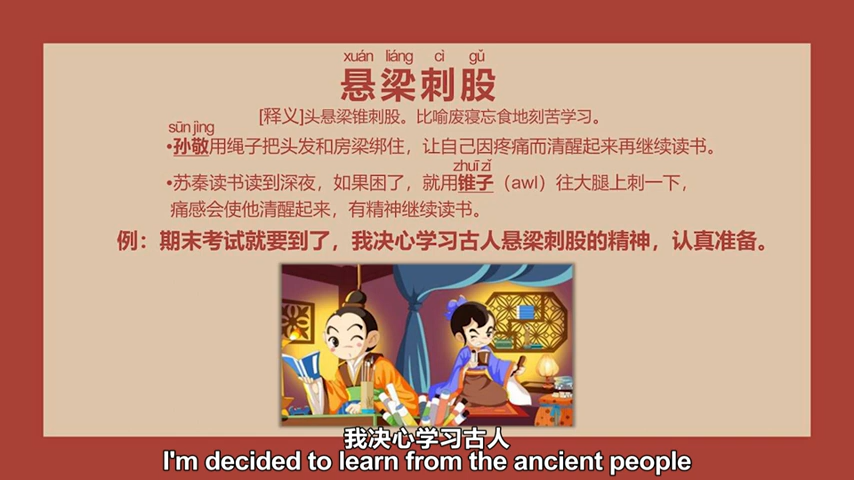 xuán liáng cì gǔ
悬梁刺股
[释义]头悬梁锥刺股。比喻废寝忘食地刻苦学习。
sūn jìng
•孙敬用绳子把头发和房梁绑住，让自己因疼痛而清醒起来再继续读书。
zhuī zǐ
•苏秦读书读到深夜，如果困了，就用锥子（awl）往大腿上刺一下，
痛感会使他清醒起来，有精神继续读书。
例：期末考试就要到了，我决心学习古人悬梁刺股的精神，认真准备。
我决心学习古人
I'm decided to learn from the ancient people